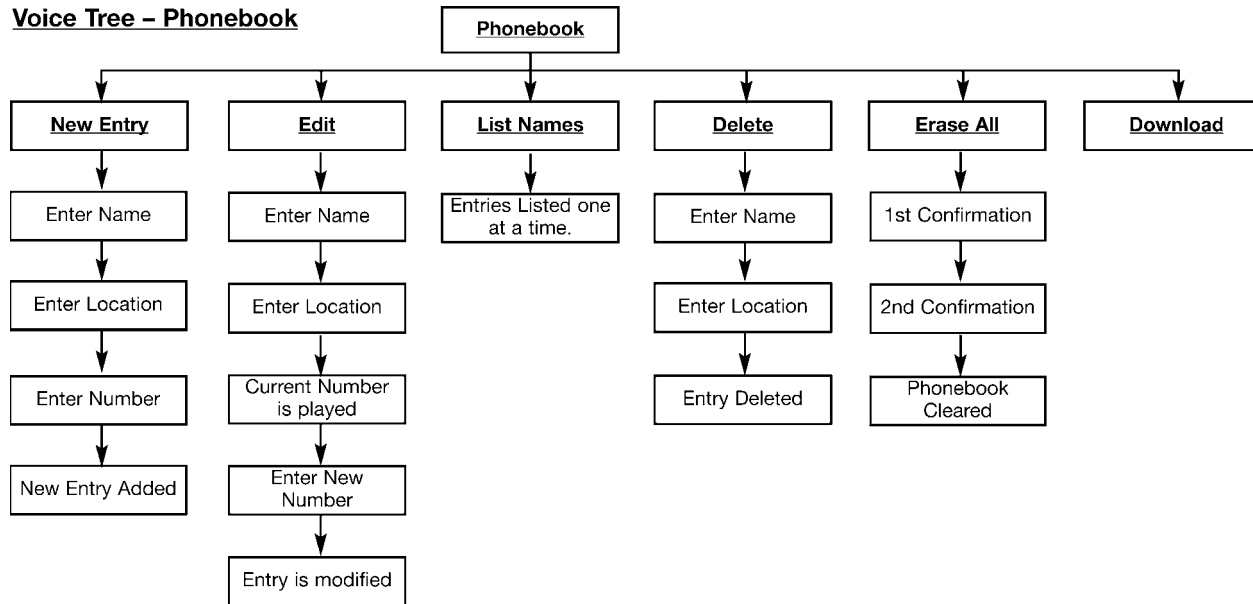 Voice Tree – Phonebook
Phonebook
New Entry
Edit
List Names
Delete
Erase All
Download
Enter Name
Enter Name
Entries Listed one
at a time.
Enter Name
1st Confirmation
Enter Location
Enter Location
Enter Location
2nd Confirmation
Enter Number
Current Number
is played
Entry Deleted
Phonebook
Cleared
New Entry Added
Enter New
Number
Entry is modified